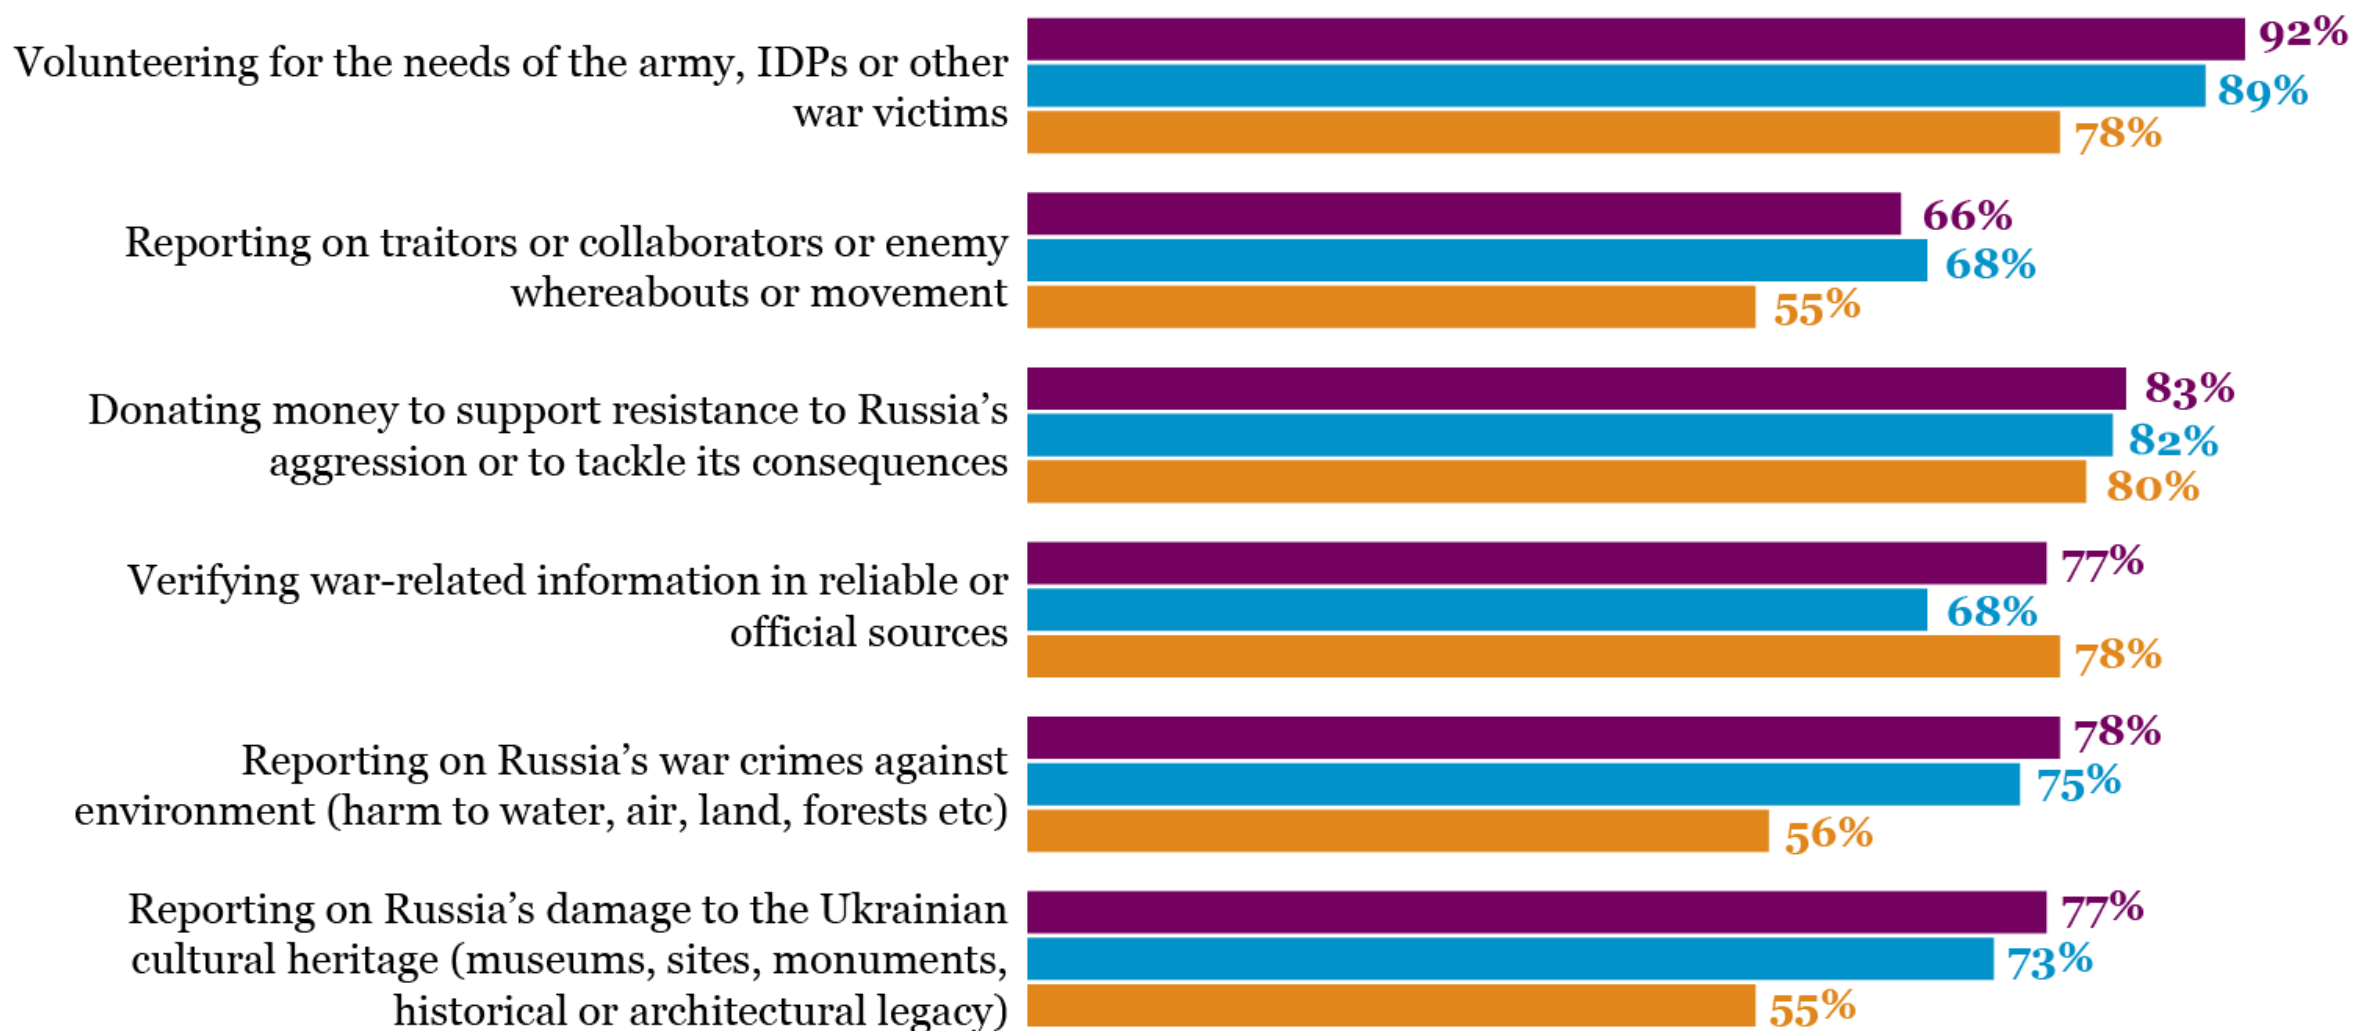 Volunteering for the needs of the army, IDPs or other
war victims
92%
89%
78%
Reporting on traitors or collaborators or enemy
whereabouts or movement
66%
68%
55%
Donating money to support resistance to Russia’s
aggression or to tackle its consequences
83%
82%
80%
Verifying war-related information in reliable or
official sources
77%
68%
78%
Reporting on Russia’s war crimes against
environment (harm to water, air, land, forests etc)
78%
75%
56%
Reporting on Russia’s damage to the Ukrainian
cultural heritage (museums, sites, monuments,
historical or architectural legacy)
77%
73%
55%